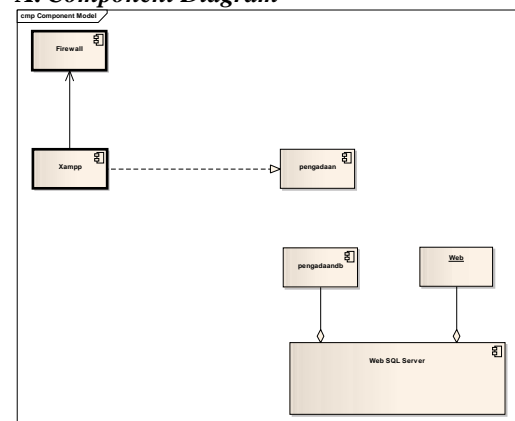 A. Component Diagram
cmp Component Model
Firewall
Xampp
pengadaan
pengadaandb
Web
Web SQL Server